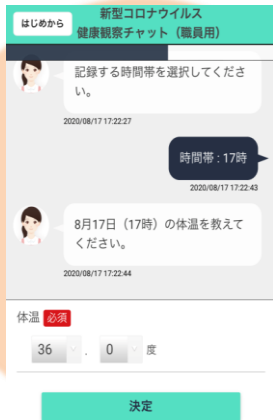 はじめから
新型コロナウイルス
健康観察チャット（職員用）
記録する時間帯を選択してくださ
い。
2020/08/17 17:22:27
時間帯 : 17時
2020/08/17 17:22:43
8月17日（17時）の体温を教えて
ください。
2020/08/17 17:22:44
体温 必須
36 . 0 度
決定